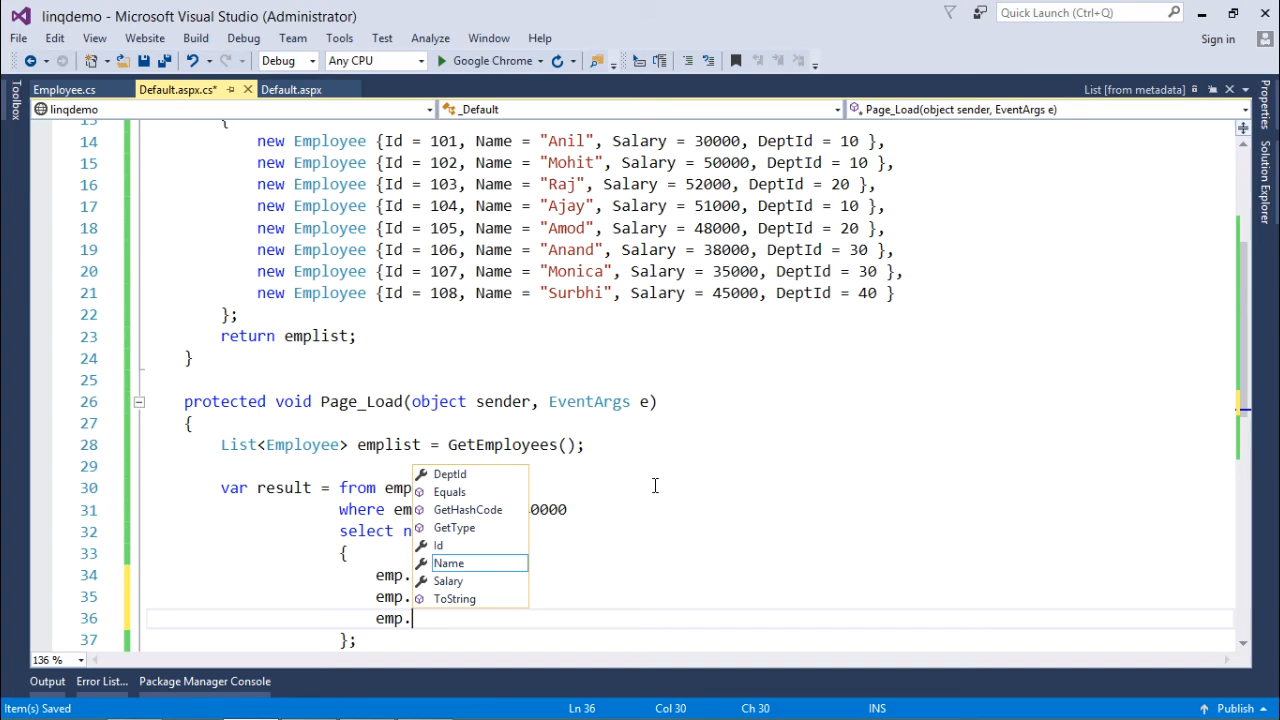 linqdemo - Microsoft Visual Studio (Administrator)
Quick Launch (Ctrl+Q)
File Edit View Website Build Debug Team Tools Test Analyze Window Help
Sign in
Debug Any CPU Google Chrome
Toolbox
Employee.cs Default.aspx.cs* Default.aspx List [from metadata]
Properties
Solution Explorer
linqdemo _Default Page_Load(object sender, EventArgs e)
13 {
14 new Employee {Id = 101, Name = "Anil", Salary = 30000, DeptId = 10 },
15 new Employee {Id = 102, Name = "Mohit", Salary = 50000, DeptId = 10 },
16 new Employee {Id = 103, Name = "Raj", Salary = 52000, DeptId = 20 },
17 new Employee {Id = 104, Name = "Ajay", Salary = 51000, DeptId = 10 },
18 new Employee {Id = 105, Name = "Amod", Salary = 48000, DeptId = 20 },
19 new Employee {Id = 106, Name = "Anand", Salary = 38000, DeptId = 30 },
20 new Employee {Id = 107, Name = "Monica", Salary = 35000, DeptId = 30 },
21 new Employee {Id = 108, Name = "Surbhi", Salary = 45000, DeptId = 40 }
22 };
23 return emplist;
24 }
25
26 protected void Page_Load(object sender, EventArgs e)
27 {
28 List<Employee> emplist = GetEmployees();
29
30 var result = from emp
31 where em 0000
32 select n
33 {
34 emp.
35 emp.
36 emp.
37 };
DeptId
Equals
GetHashCode
GetType
Id
Name
Salary
ToString
136 %
Output Error List... Package Manager Console
Item(s) Saved Ln 36 Col 30 Ch 30 INS Publish